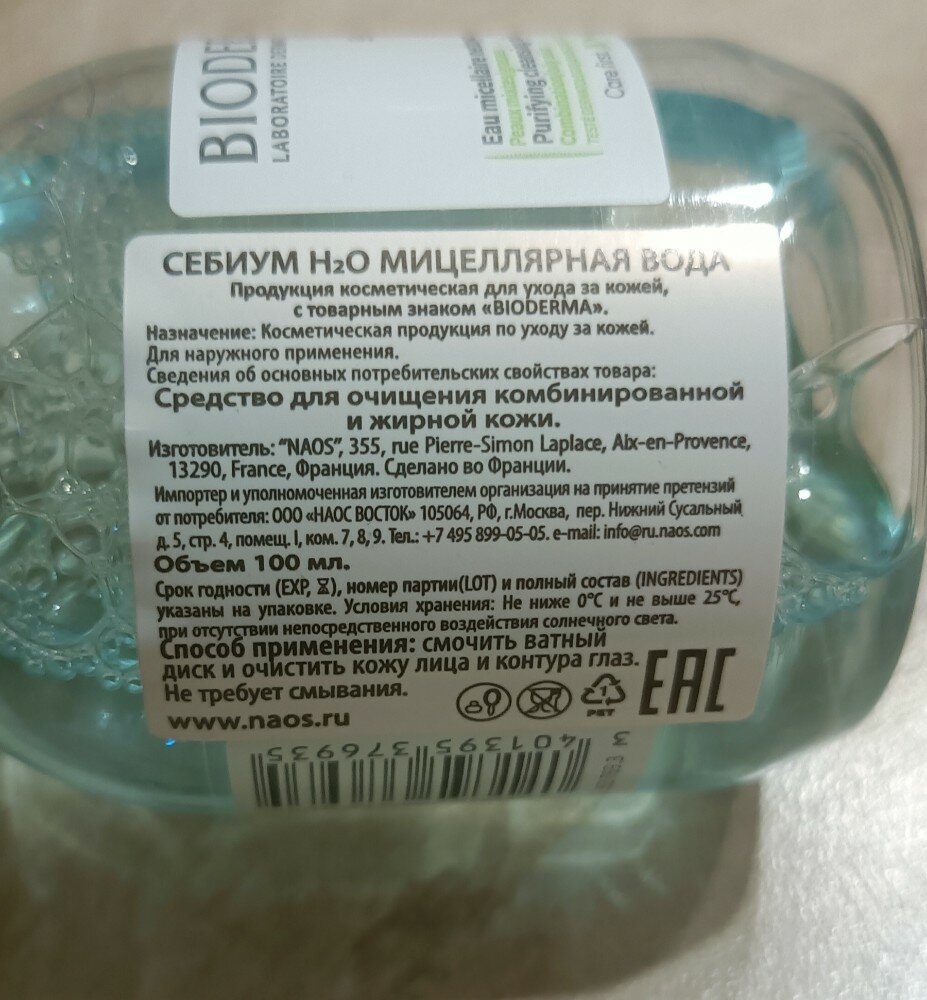 BIODE
LABORATOIRE
Eau micellaire
Purifying
Care first.
СЕБИУМ H₂O МИЦЕЛЛЯРНАЯ ВОДА
Продукция косметическая для ухода за кожей,
с товарным знаком «BIODERMA».
Назначение: Косметическая продукция по уходу за кожей.
Для наружного применения.
Сведения об основных потребительских свойствах товара:
Средство для очищения комбинированной
и жирной кожи.
Изготовитель: “NAOS”, 355, rue Pierre-Simon Laplace, Aix-en-Provence,
13290, France, Франция. Сделано во Франции.
Импортер и уполномоченная изготовителем организация на принятие претензий
от потребителя: ООО «НАОС ВОСТОК» 105064, РФ, г.Москва, пер. Нижний Сусальный,
д. 5, стр. 4, помещ. I, ком. 7, 8, 9. Тел.: +7 495 899-05-05. e-mail: info@ru.naos.com
Объем 100 мл.
Срок годности (EXP, ⌛), номер партии(LOT) и полный состав (INGREDIENTS)
указаны на упаковке. Условия хранения: Не ниже 0°C и не выше 25°C,
при отсутствии непосредственного воздействия солнечного света.
Способ применения: смочить ватный
диск и очистить кожу лица и контура глаз.
Не требует смывания.
www.naos.ru
1
PET
EAC
3 401395 376935